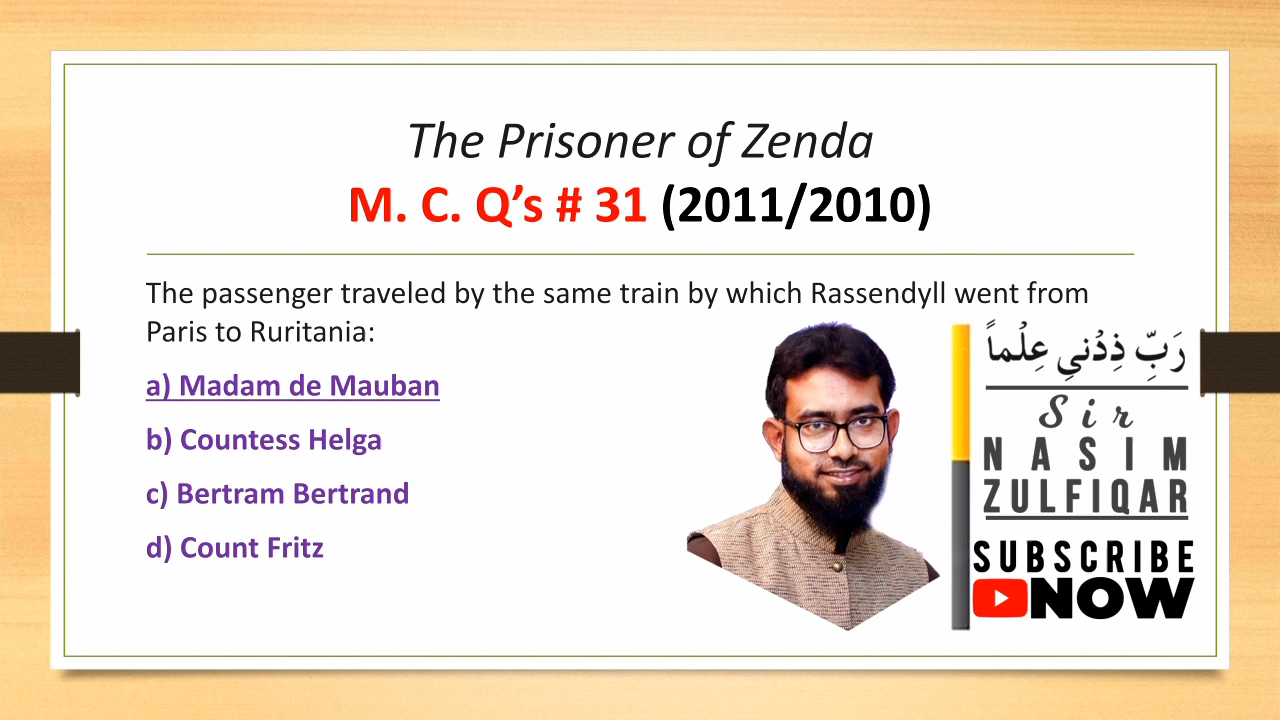 The Prisoner of Zenda
M. C. Q’s # 31 (2011/2010)
The passenger traveled by the same train by which Rassendyll went from
Paris to Ruritania:
a) Madam de Mauban
b) Countess Helga
c) Bertram Bertrand
d) Count Fritz
رَبِّ ذِدْنيِ عِلْماً
Sir
NASIM
ZULFIQAR
SUBSCRIBE
NOW